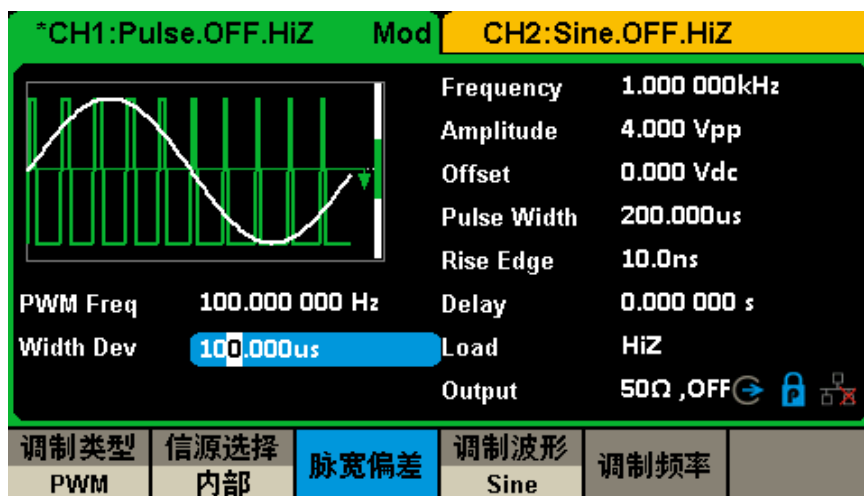 *CH1:Pulse.OFF.HiZ Mod
CH2:Sine.OFF.HiZ
Frequency 1.000 000kHz
Amplitude 4.000 Vpp
Offset 0.000 Vdc
Pulse Width 200.000us
Rise Edge 10.0ns
PWM Freq 100.000 000 Hz
Delay 0.000 000 s
Width Dev 100.000us
Load HiZ
Output 50Ω ,OFF
P
调制类型 信源选择 脉宽偏差 调制波形 调制频率
PWM 内部 Sine